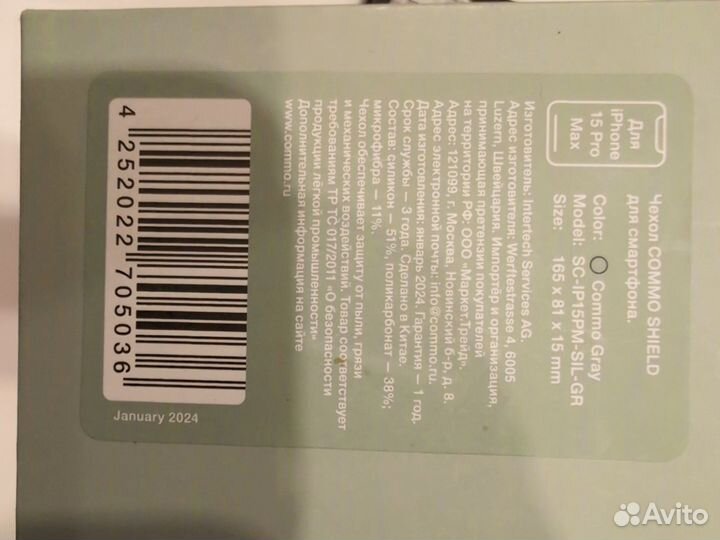 Чехол COMMO SHIELD
для смартфона.
Color: Commo Gray
Model: SC-IP15PM-SIL-GR
Size: 165 x 81 x 15 mm
Для
iPhone
15 Pro
Max
Изготовитель: Intertech Services AG.
Адрес изготовителя: Werftestrasse 4, 6005
Luzern, Швейцария. Импортёр и организация,
принимающая претензии покупателей
на территории РФ: ООО «Маркет.Трейд».
Адрес: 121099, г. Москва, Новинский б-р, д. 8.
Адрес электронной почты: info@commo.ru.
Дата изготовления: январь 2024. Гарантия — 1 год.
Срок службы — 3 года. Сделано в Китае.
Состав: силикон — 51%, поликарбонат — 38%;
микрофибра — 11%.
Чехол обеспечивает защиту от пыли, грязи
и механических воздействий. Товар соответствует
требованиям ТР ТС 017/2011 «О безопасности
продукции лёгкой промышленности»
Дополнительная информация на сайте
www.commo.ru
4 252022 705036
January 2024
Avito